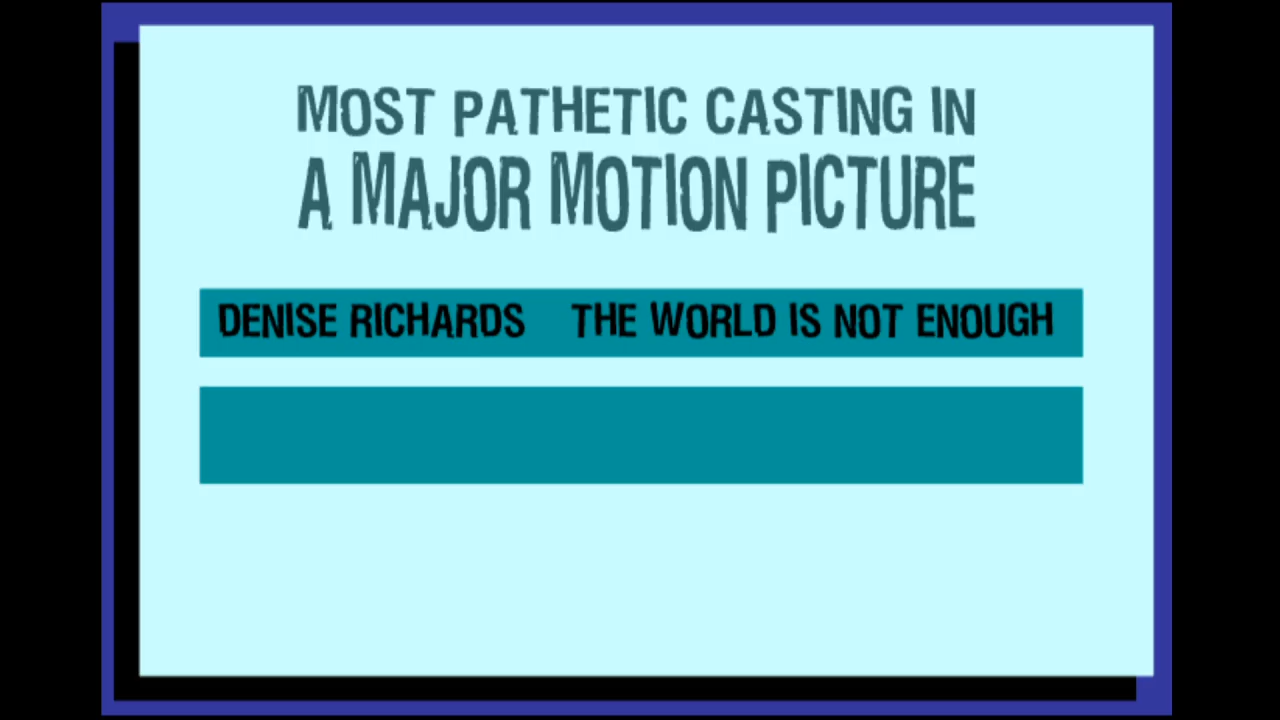 MOST PATHETIC CASTING IN
A MAJOR MOTION PICTURE
DENISE RICHARDS THE WORLD IS NOT ENOUGH